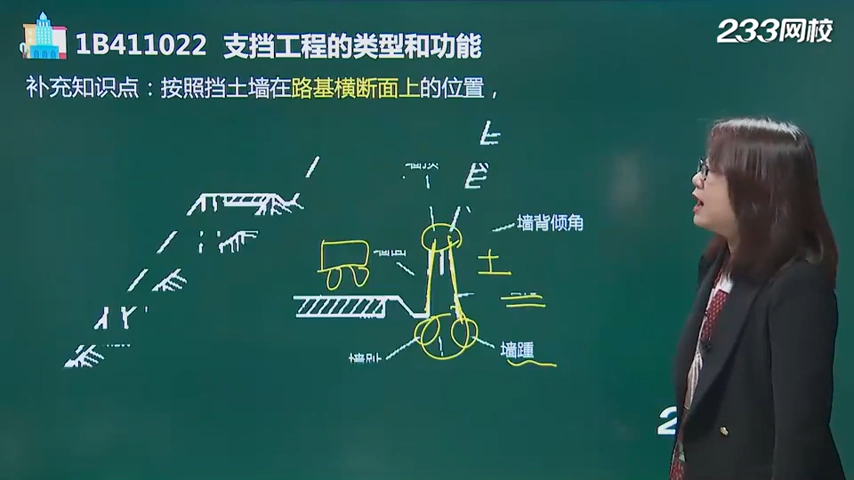 233网校
1B411022 支挡工程的类型和功能
补充知识点：按照挡土墙在路基横断面上的位置，
墙背倾角
土
墙踵
2